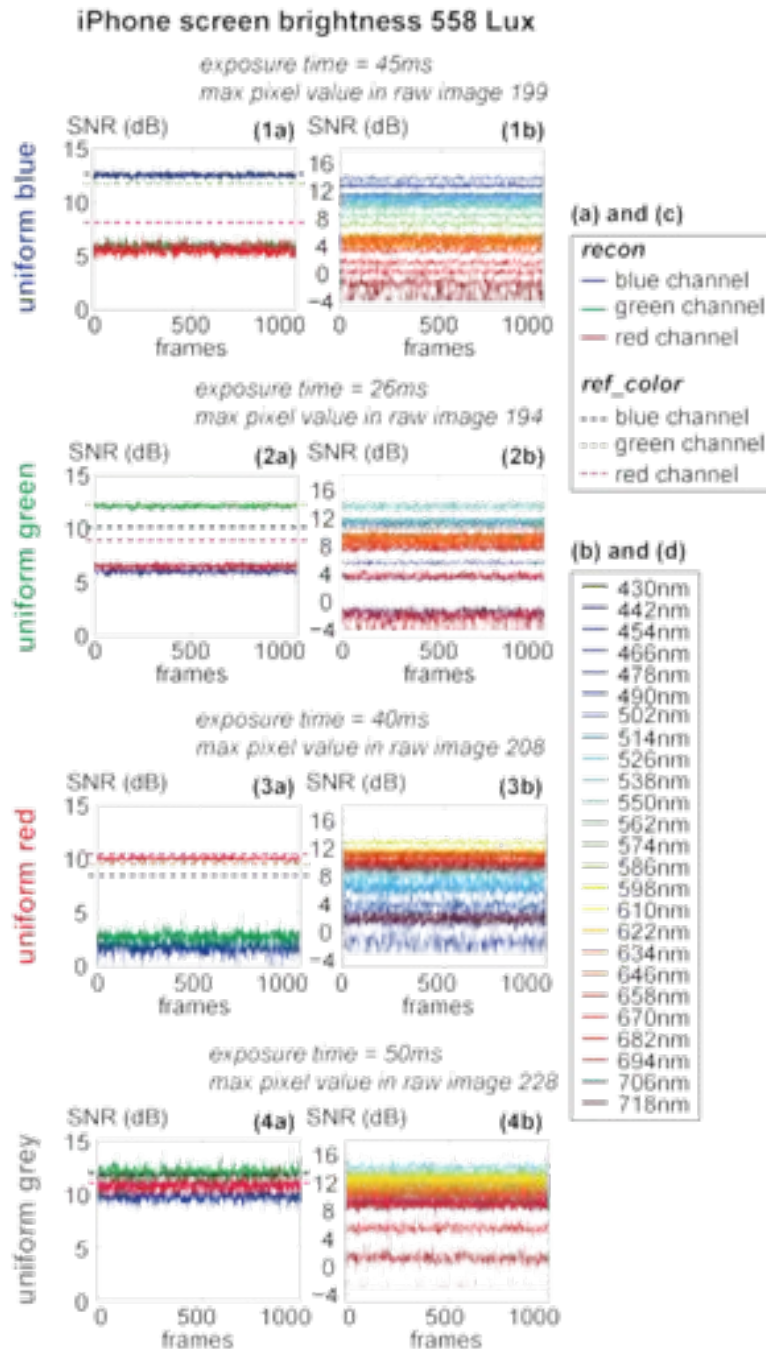 iPhone screen brightness 558 Lux
exposure time = 45ms
max pixel value in raw image 199
uniform blue
SNR (dB) (1a)
15
10
5
0
0 500 1000
frames
SNR (dB) (1b)
16
12
8
4
0
−4
0 500 1000
frames
exposure time = 26ms
max pixel value in raw image 194
uniform green
SNR (dB) (2a)
15
10
5
0
0 500 1000
frames
SNR (dB) (2b)
16
12
8
4
0
−4
0 500 1000
frames
exposure time = 40ms
max pixel value in raw image 208
uniform red
SNR (dB) (3a)
15
10
5
0
0 500 1000
frames
SNR (dB) (3b)
16
12
8
4
0
−4
0 500 1000
frames
exposure time = 50ms
max pixel value in raw image 228
uniform grey
SNR (dB) (4a)
15
10
5
0
0 500 1000
frames
SNR (dB) (4b)
16
12
8
4
0
−4
0 500 1000
frames
(a) and (c)
recon
blue channel
green channel
red channel
ref_color
blue channel
green channel
red channel
(b) and (d)
430nm
442nm
454nm
466nm
478nm
490nm
502nm
514nm
526nm
538nm
550nm
562nm
574nm
586nm
598nm
610nm
622nm
634nm
646nm
658nm
670nm
682nm
694nm
706nm
718nm